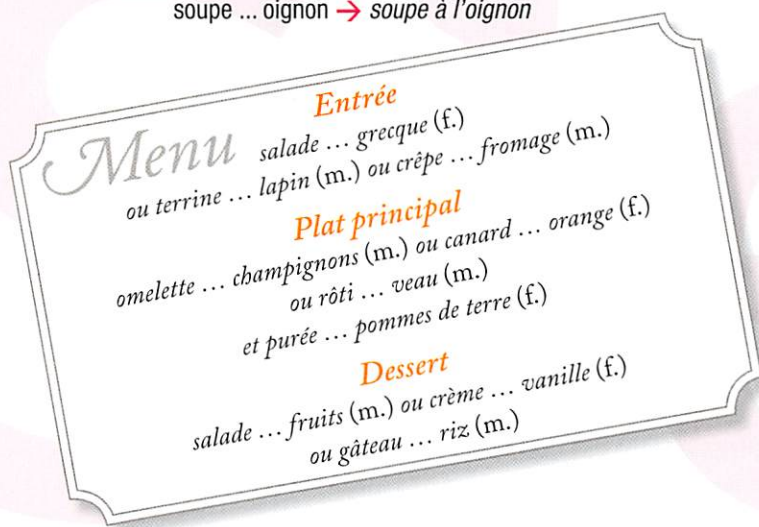 soupe ... oignon → soupe à l'oignon
Entrée
Menu
salade ... grecque (f.)
ou terrine ... lapin (m.) ou crêpe ... fromage (m.)
Plat principal
omelette ... champignons (m.) ou canard ... orange (f.)
ou rôti ... veau (m.)
et purée ... pommes de terre (f.)
Dessert
salade ... fruits (m.) ou crème ... vanille (f.)
ou gâteau ... riz (m.)